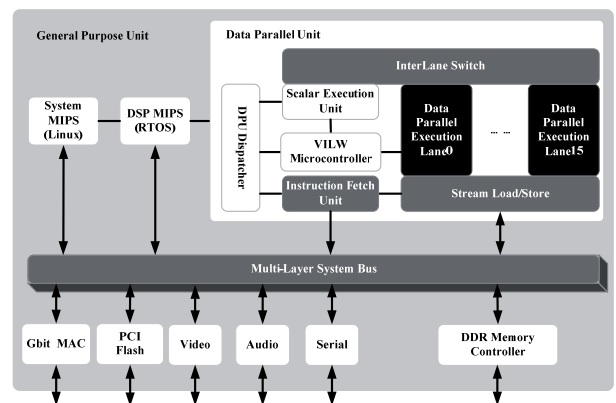 General Purpose Unit
Data Parallel Unit
InterLane Switch
System
MIPS
(Linux)
DSP MIPS
(RTOS)
DPU Dispatcher
Scalar Execution
Unit
VILW
Microcontroller
Instruction Fetch
Unit
Data
Parallel
Execution
Lane0
... ...
Data
Parallel
Execution
Lane15
Stream Load/Store
Multi-Layer System Bus
Gbit MAC
PCI
Flash
Video
Audio
Serial
DDR Memory
Controller